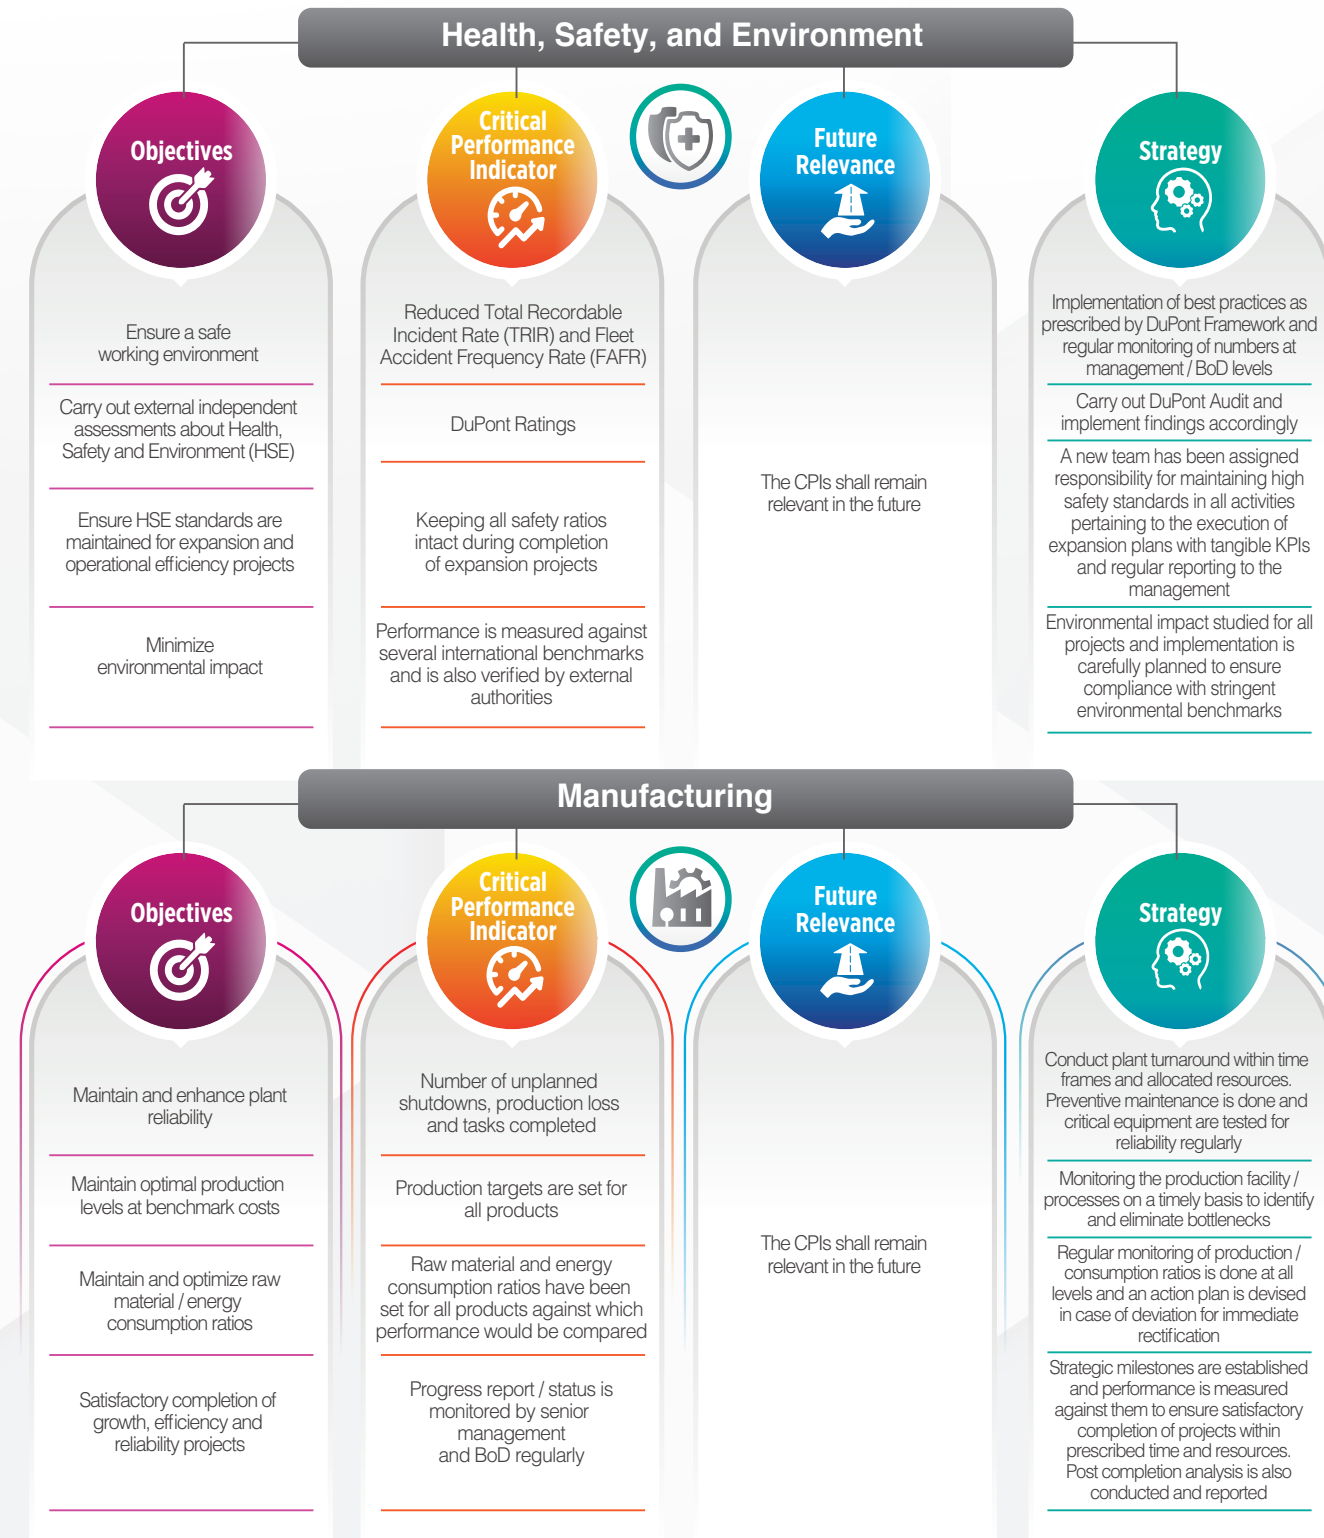 Health, Safety, and Environment
Objectives
Ensure a safe
working environment
Carry out external independent
assessments about Health,
Safety and Environment (HSE)
Ensure HSE standards are
maintained for expansion and
operational efficiency projects
Minimize
environmental impact
Critical
Performance
Indicator
Reduced Total Recordable
Incident Rate (TRIR) and Fleet
Accident Frequency Rate (FAFR)
DuPont Ratings
Keeping all safety ratios
intact during completion
of expansion projects
Performance is measured against
several international benchmarks
and is also verified by external
authorities
Future
Relevance
The CPIs shall remain
relevant in the future
Strategy
Implementation of best practices as
prescribed by DuPont Framework and
regular monitoring of numbers at
management / BoD levels
Carry out DuPont Audit and
implement findings accordingly
A new team has been assigned
responsibility for maintaining high
safety standards in all activities
pertaining to the execution of
expansion plans with tangible KPIs
and regular reporting to the
management
Environmental impact studied for all
projects and implementation is
carefully planned to ensure
compliance with stringent
environmental benchmarks
Manufacturing
Objectives
Maintain and enhance plant
reliability
Maintain optimal production
levels at benchmark costs
Maintain and optimize raw
material / energy
consumption ratios
Satisfactory completion of
growth, efficiency and
reliability projects
Critical
Performance
Indicator
Number of unplanned
shutdowns, production loss
and tasks completed
Production targets are set for
all products
Raw material and energy
consumption ratios have been
set for all products against which
performance would be compared
Progress report / status is
monitored by senior
management
and BoD regularly
Future
Relevance
The CPIs shall remain
relevant in the future
Strategy
Conduct plant turnaround within time
frames and allocated resources.
Preventive maintenance is done and
critical equipment are tested for
reliability regularly
Monitoring the production facility /
processes on a timely basis to identify
and eliminate bottlenecks
Regular monitoring of production /
consumption ratios is done at all
levels and an action plan is devised
in case of deviation for immediate
rectification
Strategic milestones are established
and performance is measured
against them to ensure satisfactory
completion of projects within
prescribed time and resources.
Post completion analysis is also
conducted and reported